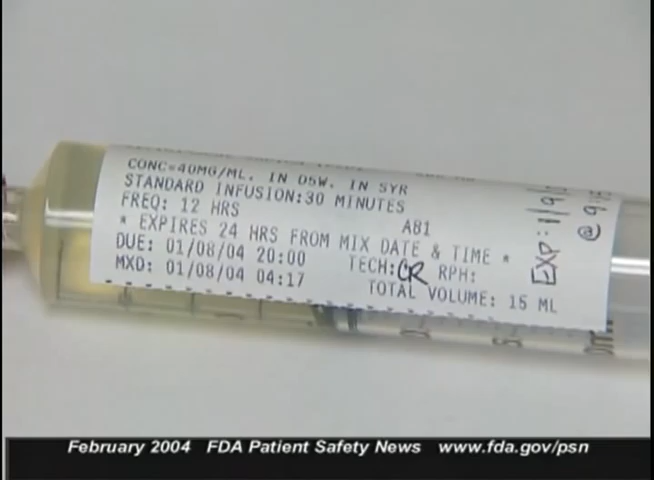 CONC=40MG/ML, IN D5W, IN SYR
STANDARD INFUSION:30 MINUTES
FREQ: 12 HRS A81
* EXPIRES 24 HRS FROM MIX DATE & TIME *
DUE: 01/08/04 20:00 TECH:CR RPH:
MXD: 01/08/04 04:17 TOTAL VOLUME: 15 ML
EXP: 1/9/
@
February 2004 FDA Patient Safety News www.fda.gov/psn